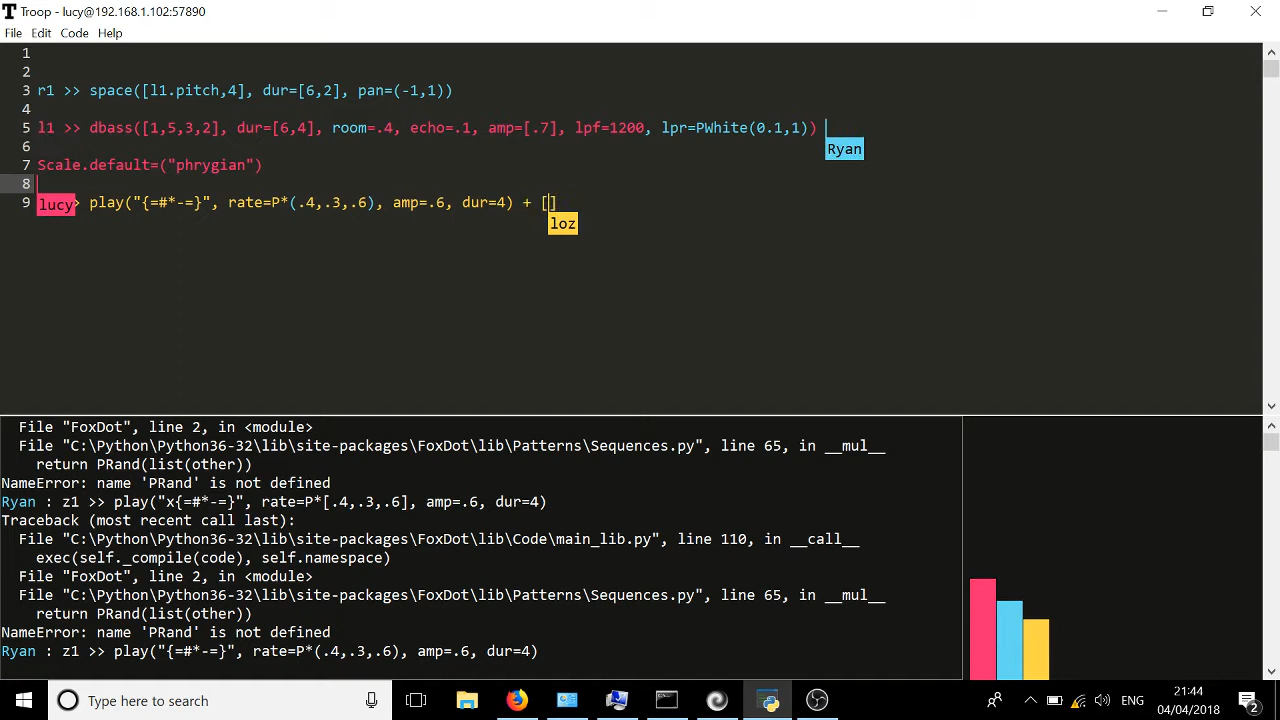 Troop - lucy@192.168.1.102:57890
File Edit Code Help
1
2
3 r1 >> space([l1.pitch,4], dur=[6,2], pan=(-1,1))
4
5 l1 >> dbass([1,5,3,2], dur=[6,4], room=.4, echo=.1, amp=[.7], lpf=1200, lpr=PWhite(0.1,1))
6 Ryan
7 Scale.default=("phrygian")
8
9 lucy > play("{=#*-=}", rate=P*(.4,.3,.6), amp=.6, dur=4) + []
loz
File "FoxDot", line 2, in <module>
File "C:\Python\Python36-32\lib\site-packages\FoxDot\lib\Patterns\Sequences.py", line 65, in __mul__
return PRand(list(other))
NameError: name 'PRand' is not defined
Ryan : z1 >> play("x{=#*-=}", rate=P*[.4,.3,.6], amp=.6, dur=4)
Traceback (most recent call last):
File "C:\Python\Python36-32\lib\site-packages\FoxDot\lib\Code\main_lib.py", line 110, in __call__
exec(self._compile(code), self.namespace)
File "FoxDot", line 2, in <module>
File "C:\Python\Python36-32\lib\site-packages\FoxDot\lib\Patterns\Sequences.py", line 65, in __mul__
return PRand(list(other))
NameError: name 'PRand' is not defined
Ryan : z1 >> play("{=#*-=}", rate=P*(.4,.3,.6), amp=.6, dur=4)
Type here to search
ENG
21:44
04/04/2018
2